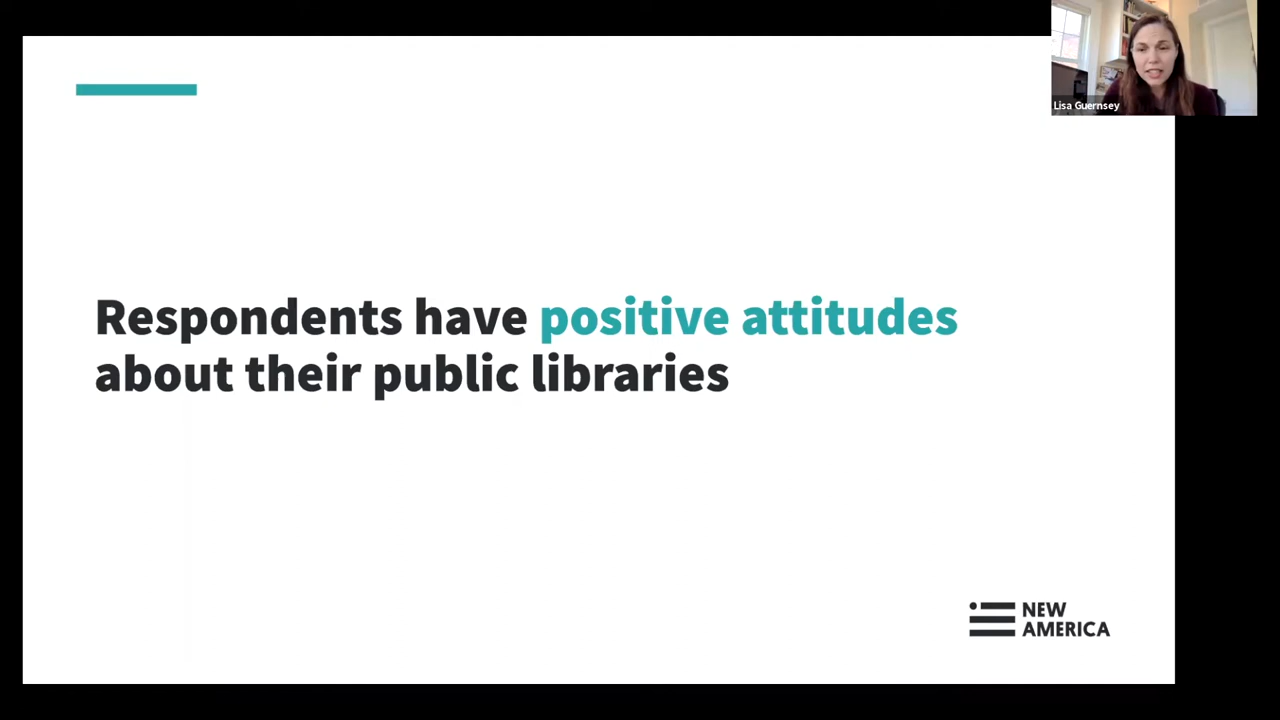 Lisa Guernsey
Respondents have positive attitudes
about their public libraries
NEW
AMERICA